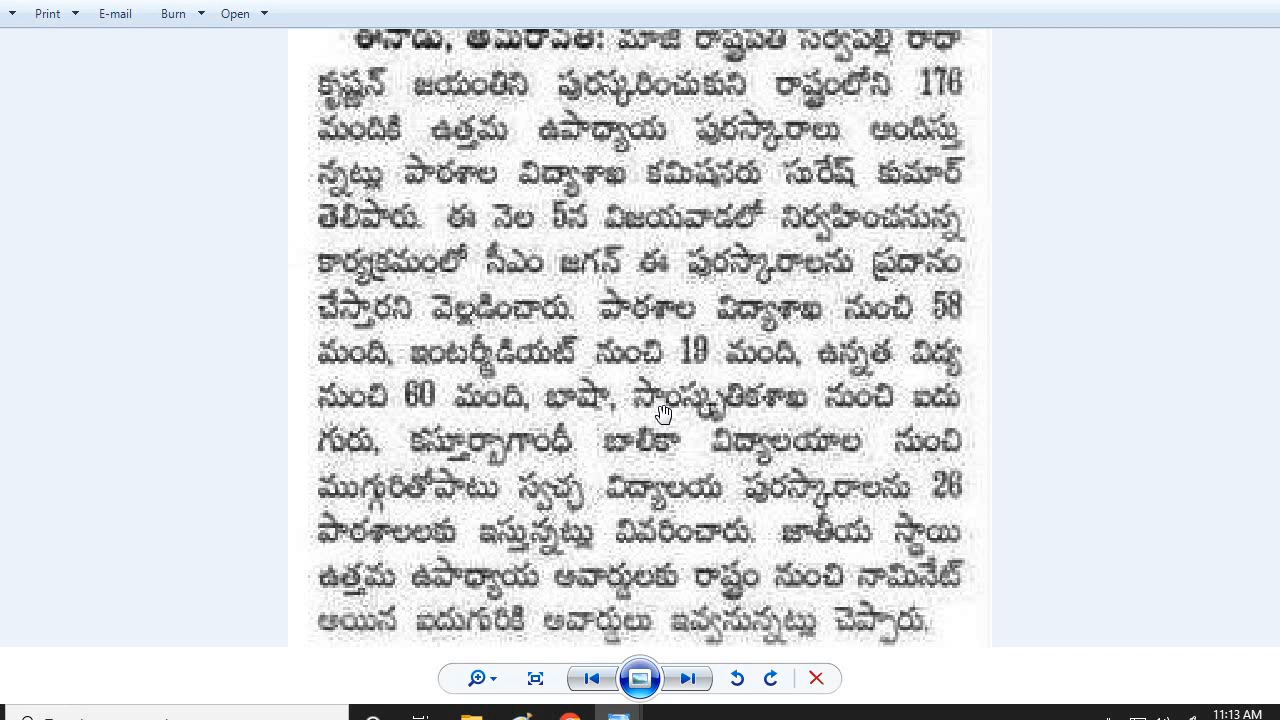 Print E-mail Burn Open
ఈనాడు, అమరావతి: మాజీ రాష్ట్రపతి సర్వేపల్లి రాధా
కృష్ణన్ జయంతిని పురస్కరించుకుని రాష్ట్రంలోని 176
మందికి ఉత్తమ ఉపాధ్యాయ పురస్కారాలు అందిస్తు
న్నట్లు పాఠశాల విద్యాశాఖ కమిషనరు సురేష్ కుమార్
తెలిపారు. ఈ నెల 5న విజయవాడలో నిర్వహించనున్న
కార్యక్రమంలో సీఎం జగన్ ఈ పురస్కారాలను ప్రదానం
చేస్తారని వెల్లడించారు. పాఠశాల విద్యాశాఖ నుంచి 58
మంది, ఇంటర్మీడియట్ నుంచి 19 మంది, ఉన్నత విద్య
నుంచి 60 మంది, భాషా, సాంస్కృతికశాఖ నుంచి ఐదు
గురు, కస్తూర్బాగాంధీ బాలికా విద్యాలయాల నుంచి
ముగ్గురితోపాటు స్వచ్ఛ విద్యాలయ పురస్కారాలను 26
పాఠశాలలకు ఇస్తున్నట్లు వివరించారు. జాతీయ స్థాయి
ఉత్తమ ఉపాధ్యాయ అవార్డులకు రాష్ట్రం నుంచి నామినేట్
అయిన ఐదుగురికి అవార్డులు ఇవ్వనున్నట్లు చెప్పారు.
11:13 AM